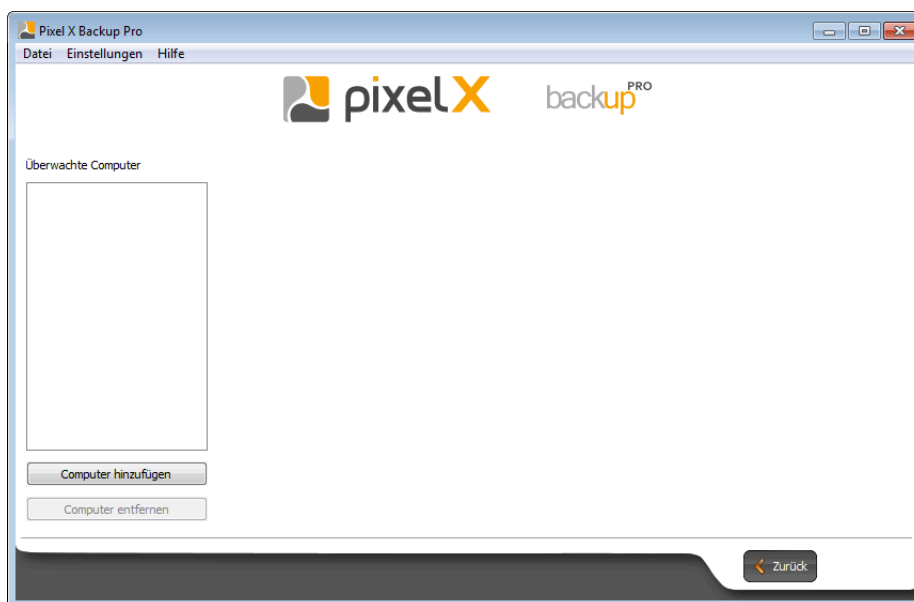 Pixel X Backup Pro
Datei Einstellungen Hilfe
pixelX backup PRO
Überwachte Computer
Computer hinzufügen
Computer entfernen
Zurück